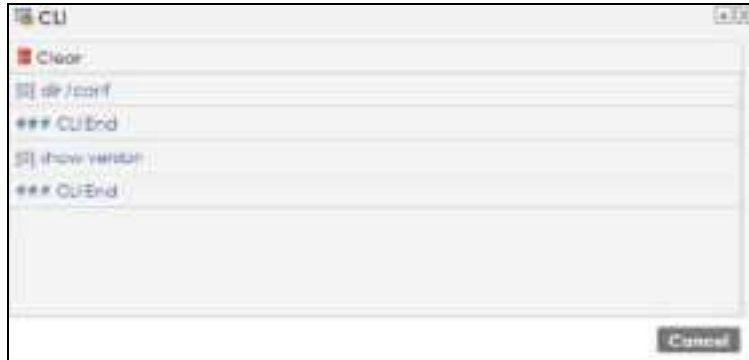 CLI
Clear
[0] dir /conf
### CLI End
[0] show version
### CLI End
Cancel